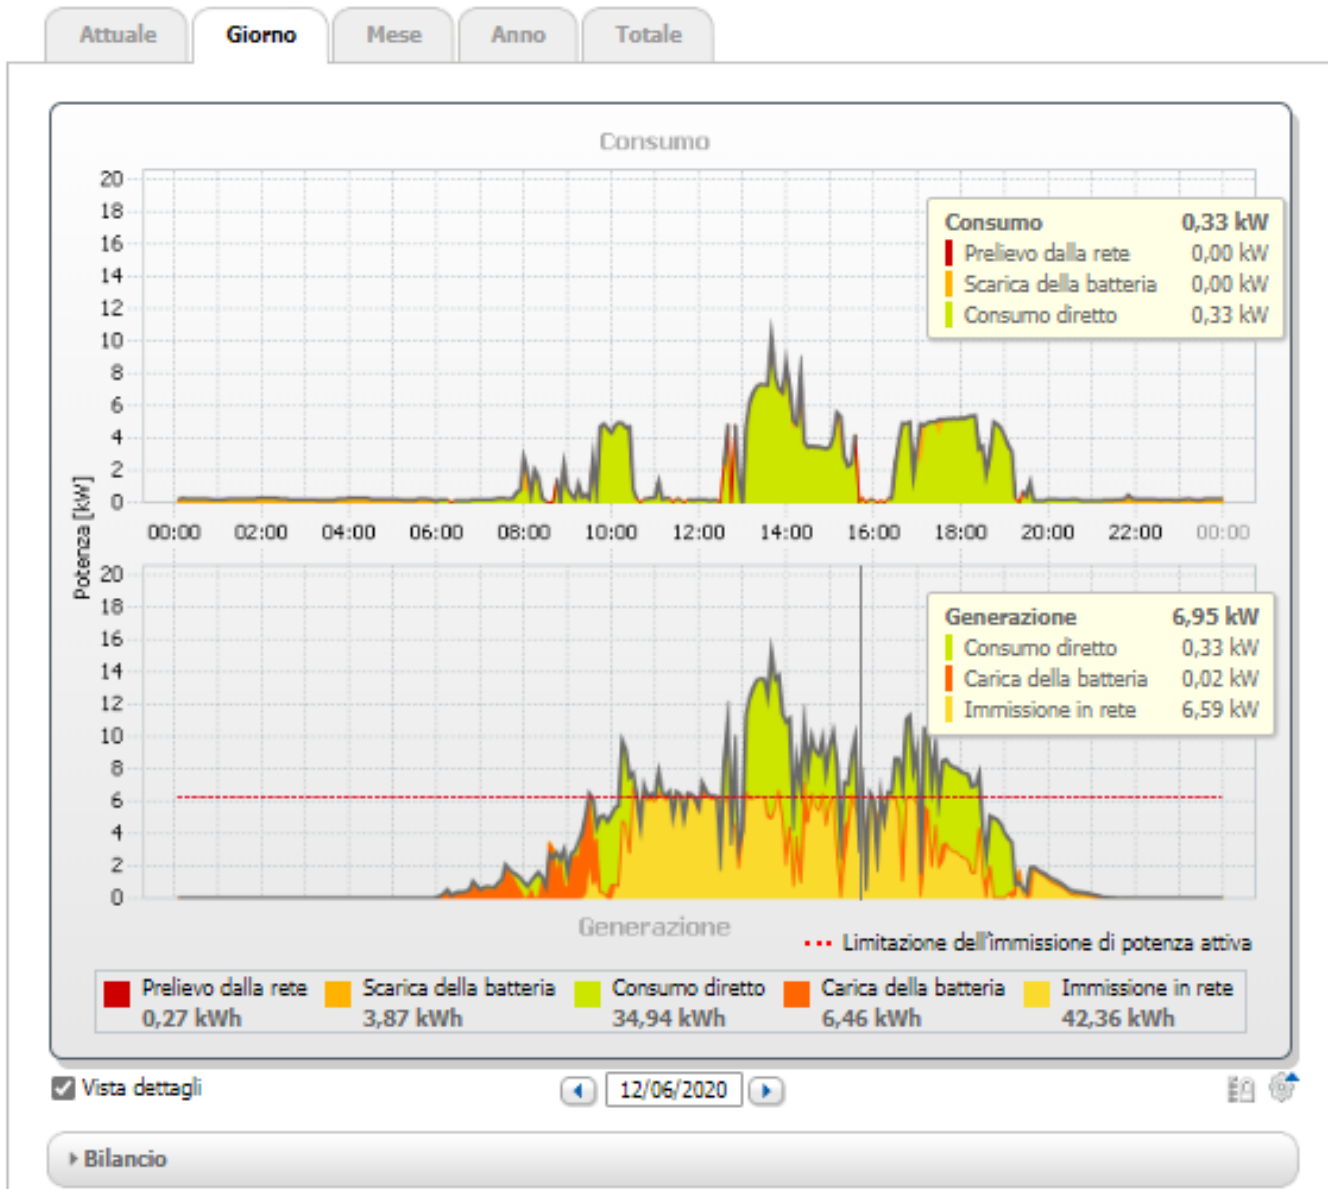 Attuale Giorno Mese Anno Totale
Consumo
20
18
16
14
12
10
8
6
4
2
0
Consumo 0,33 kW
Prelievo dalla rete 0,00 kW
Scarica della batteria 0,00 kW
Consumo diretto 0,33 kW
Potenza [kW]
00:00 02:00 04:00 06:00 08:00 10:00 12:00 14:00 16:00 18:00 20:00 22:00 00:00
20
18
16
14
12
10
8
6
4
2
0
Generazione 6,95 kW
Consumo diretto 0,33 kW
Carica della batteria 0,02 kW
Immissione in rete 6,59 kW
Generazione
Limitazione dell'immissione di potenza attiva
Prelievo dalla rete Scarica della batteria Consumo diretto Carica della batteria Immissione in rete
0,27 kWh 3,87 kWh 34,94 kWh 6,46 kWh 42,36 kWh
Vista dettagli 12/06/2020
Bilancio